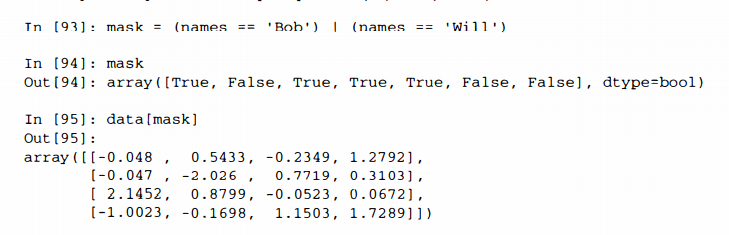 In [93]: mask = (names == 'Bob') | (names == 'Will')
In [94]: mask
Out[94]: array([True, False, True, True, True, False, False], dtype=bool)
In [95]: data[mask]
Out[95]:
array([[-0.048 ,  0.5433, -0.2349, 1.2792],
       [-0.047 , -2.026 ,  0.7719, 0.3103],
       [ 2.1452,  0.8799, -0.0523, 0.0672],
       [-1.0023, -0.1698,  1.1503, 1.7289]])